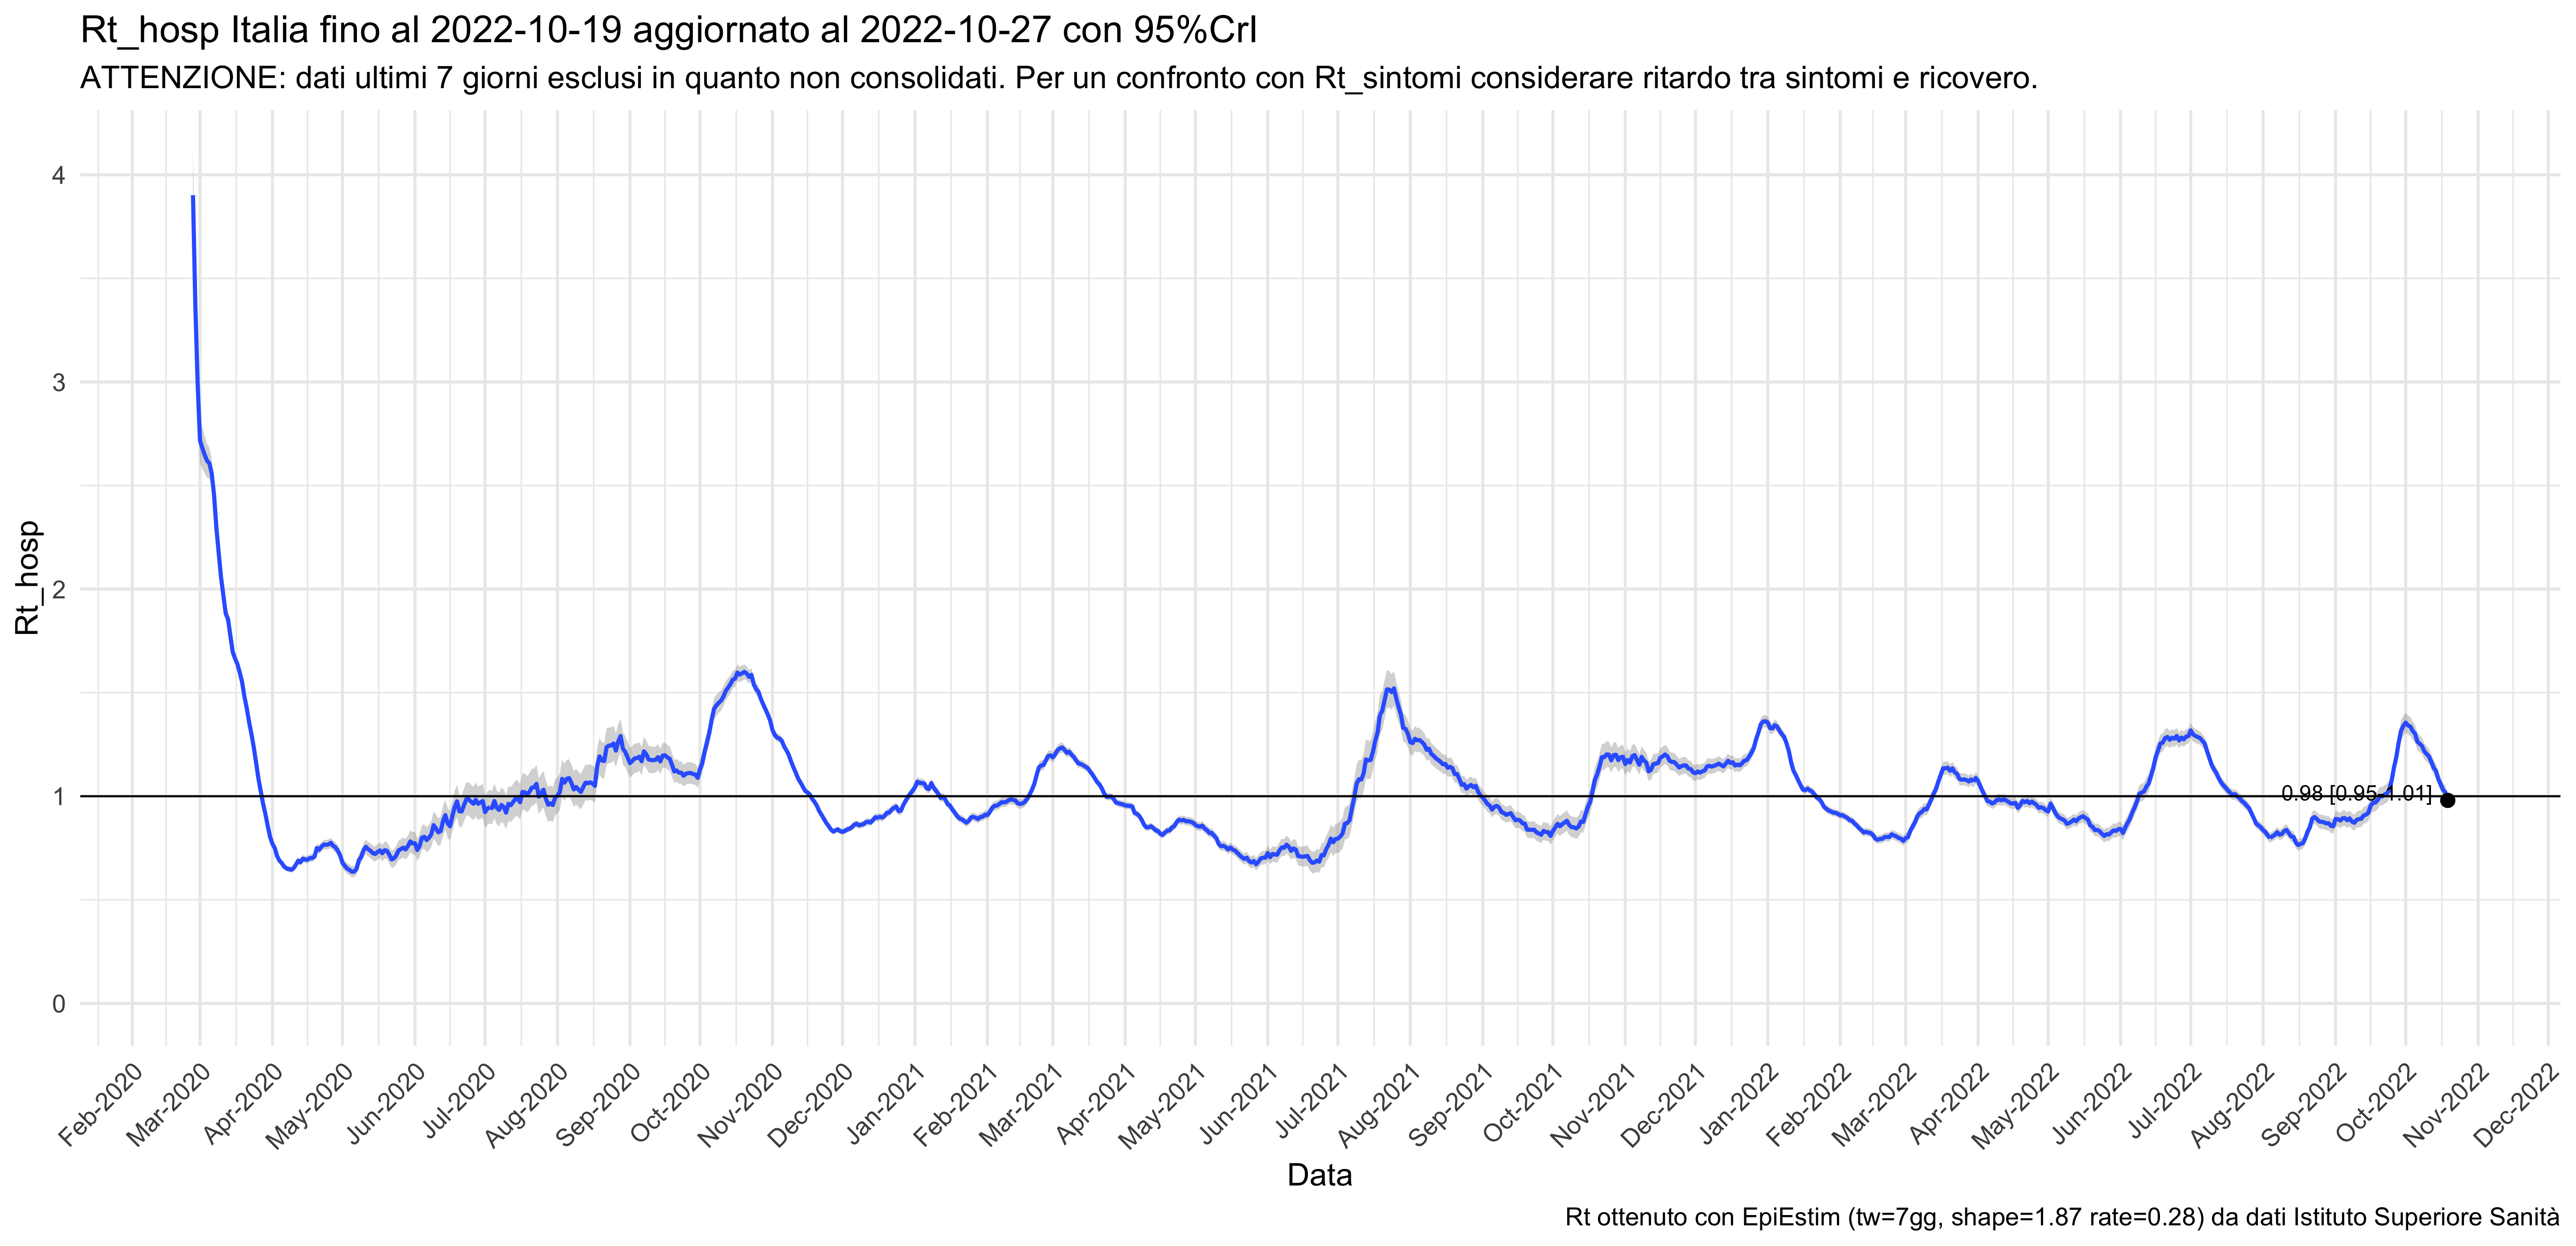 Rt_hosp Italia fino al 2022-10-19 aggiornato al 2022-10-27 con 95%CrI
ATTENZIONE: dati ultimi 7 giorni esclusi in quanto non consolidati. Per un confronto con Rt_sintomi considerare ritardo tra sintomi e ricovero.
Rt_hosp
4
3
2
1
0
0.98 [0.95-1.01]
Feb-2020
Mar-2020
Apr-2020
May-2020
Jun-2020
Jul-2020
Aug-2020
Sep-2020
Oct-2020
Nov-2020
Dec-2020
Jan-2021
Feb-2021
Mar-2021
Apr-2021
May-2021
Jun-2021
Jul-2021
Aug-2021
Sep-2021
Oct-2021
Nov-2021
Dec-2021
Jan-2022
Feb-2022
Mar-2022
Apr-2022
May-2022
Jun-2022
Jul-2022
Aug-2022
Sep-2022
Oct-2022
Nov-2022
Dec-2022
Data
Rt ottenuto con EpiEstim (tw=7gg, shape=1.87 rate=0.28) da dati Istituto Superiore Sanità